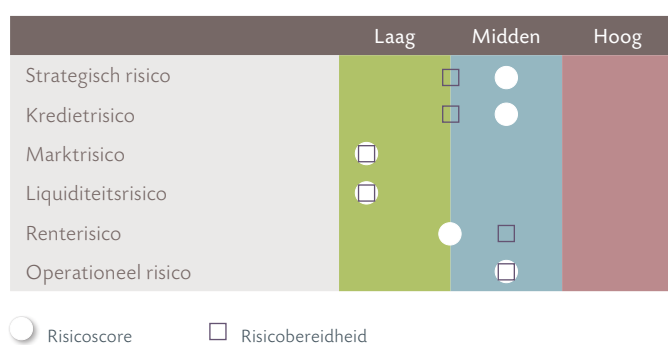 Laag Midden Hoog
Strategisch risico
Kredietrisico
Marktrisico
Liquiditeitsrisico
Renterisico
Operationeel risico
Risicoscore Risicobereidheid